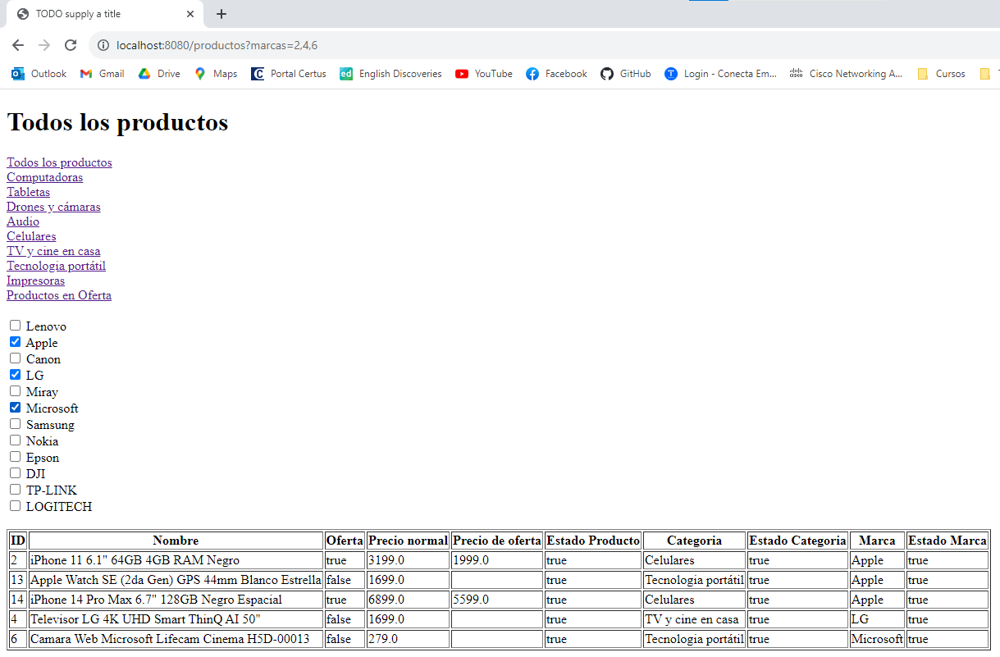 TODO supply a title
localhost:8080/productos?marcas=2,4,6
Outlook Gmail Drive Maps Portal Certus English Discoveries YouTube Facebook GitHub Login - Conecta Em... Cisco Networking A... Cursos
Todos los productos
Todos los productos
Computadoras
Tabletas
Drones y cámaras
Audio
Celulares
TV y cine en casa
Tecnologia portátil
Impresoras
Productos en Oferta
Lenovo
Apple
Canon
LG
Miray
Microsoft
Samsung
Nokia
Epson
DJI
TP-LINK
LOGITECH
ID Nombre Oferta Precio normal Precio de oferta Estado Producto Categoria Estado Categoria Marca Estado Marca
2 iPhone 11 6.1" 64GB 4GB RAM Negro true 3199.0 1999.0 true Celulares true Apple true
13 Apple Watch SE (2da Gen) GPS 44mm Blanco Estrella false 1699.0 true Tecnologia portátil true Apple true
14 iPhone 14 Pro Max 6.7" 128GB Negro Espacial true 6899.0 5599.0 true Celulares true Apple true
4 Televisor LG 4K UHD Smart ThinQ AI 50" false 1699.0 true TV y cine en casa true LG true
6 Camara Web Microsoft Lifecam Cinema H5D-00013 false 279.0 true Tecnologia portátil true Microsoft true